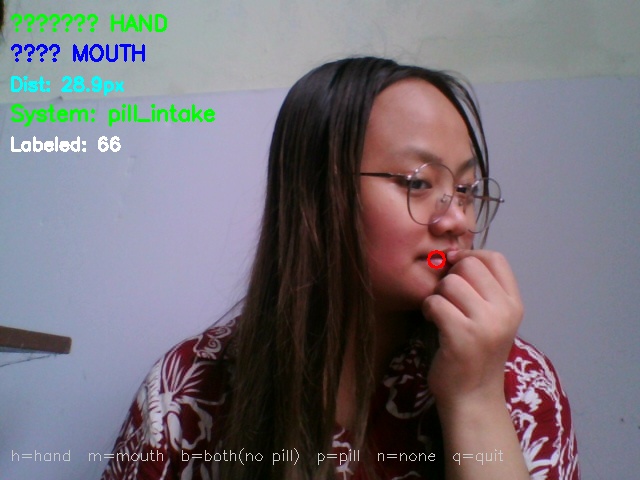 ??????? HAND
???? MOUTH
Dist: 28.9px
System: pill_intake
Labeled: 66
h=hand m=mouth b=both(no pill) p=pill n=none q=quit